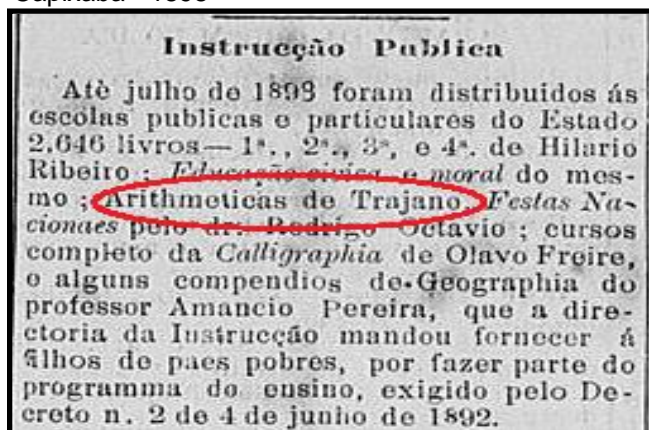 Instrucção Publica
Atè julho de 1893 foram distribuidos ás
escolas publicas e particulares do Estado
2.646 livros— 1ª., 2ª., 3ª, e 4ª. de Hilario
Ribeiro ; Educação civica e moral do mes-
mo ; Arithmeticas de Trajano, Festas Na-
cionaes pelo dr. Rodrigo Octavio ; cursos
completo da Calligraphia de Olavo Freire,
e alguns compendios de Geographia do
professor Amancio Pereira, que a dire-
ctoria da Instrucção mandou fornecer á
filhos de paes pobres, por fazer parte do
programma do ensino, exigido pelo De-
creto n. 2 de 4 de junho de 1892.